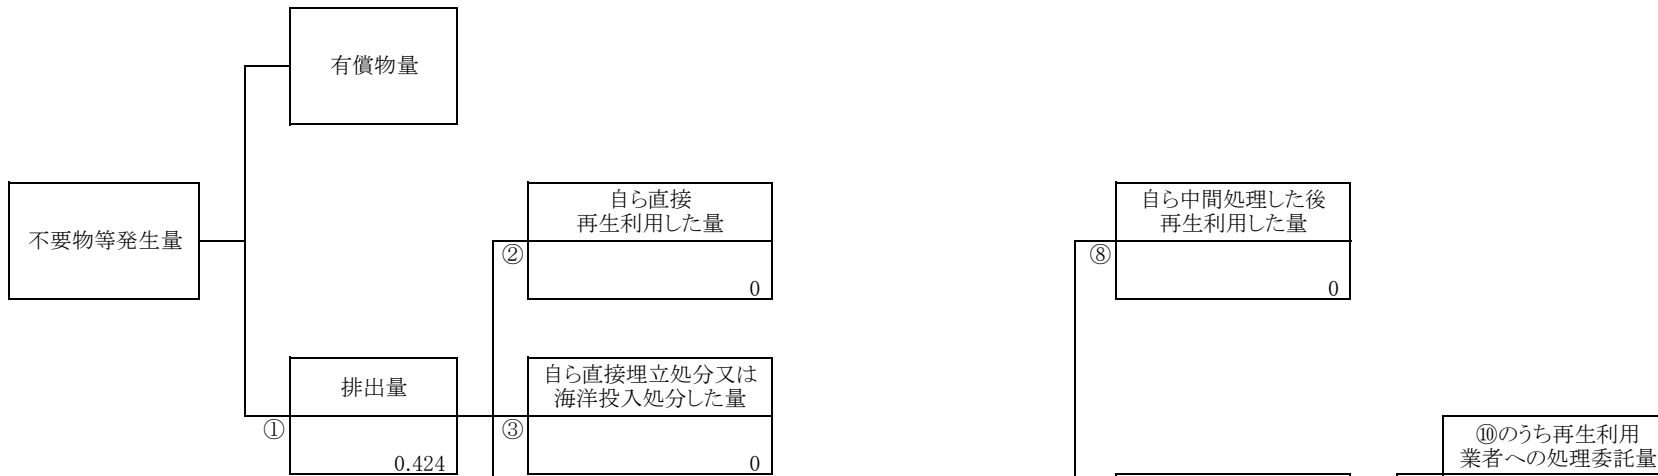 有償物量
不要物等発生量
自ら直接
再生利用した量
②
0
自ら中間処理した後
再生利用した量
⑧
0
排出量
①
0.424
自ら直接埋立処分又は
海洋投入処分した量
③
0
⑩のうち再生利用
業者への処理委託量